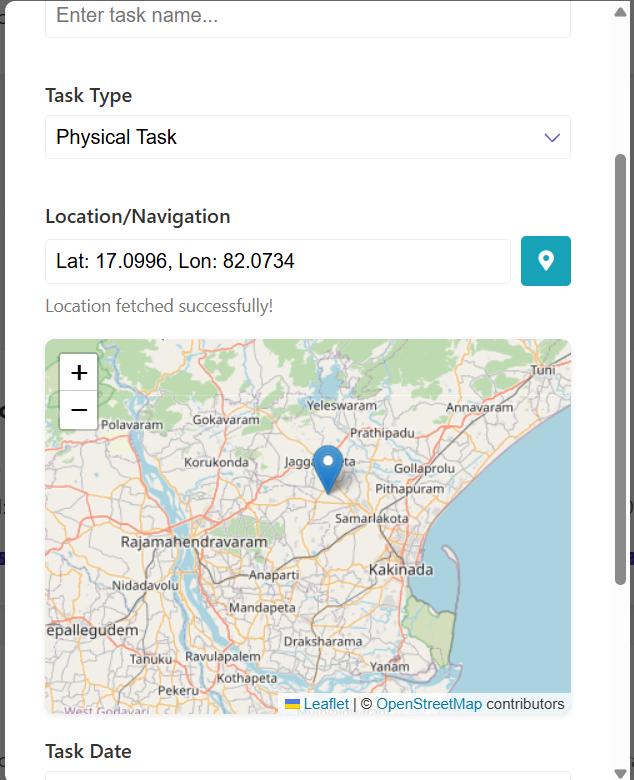 Enter task name...
Task Type
Physical Task
Location/Navigation
Lat: 17.0996, Lon: 82.0734
Location fetched successfully!
+
−
Tuni
Yeleswaram
Annavaram
Polavaram
Gokavaram
Prathipadu
Korukonda
Gollaprolu
Pithapuram
Samarlakota
Rajamahendravaram
Kakinada
Anaparti
Nidadavolu
Mandapeta
epallegudem
Draksharama
Tanuku
Ravulapalem
Yanam
Kothapeta
Pekeru
West Godavari
Leaflet | © OpenStreetMap contributors
Task Date